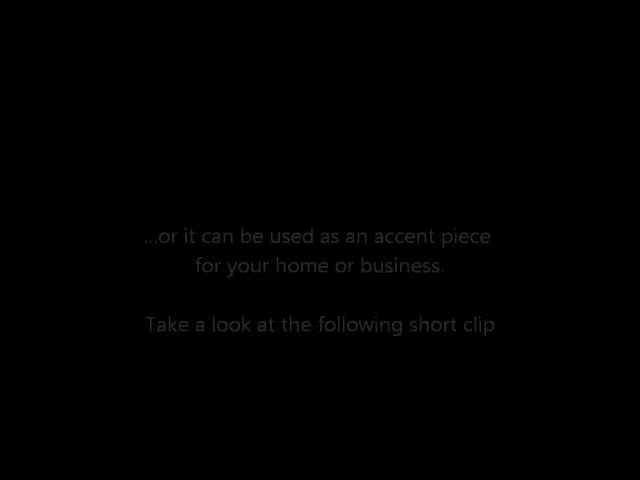 ...or it can be used as an accent piece
for your home or business.
Take a look at the following short clip